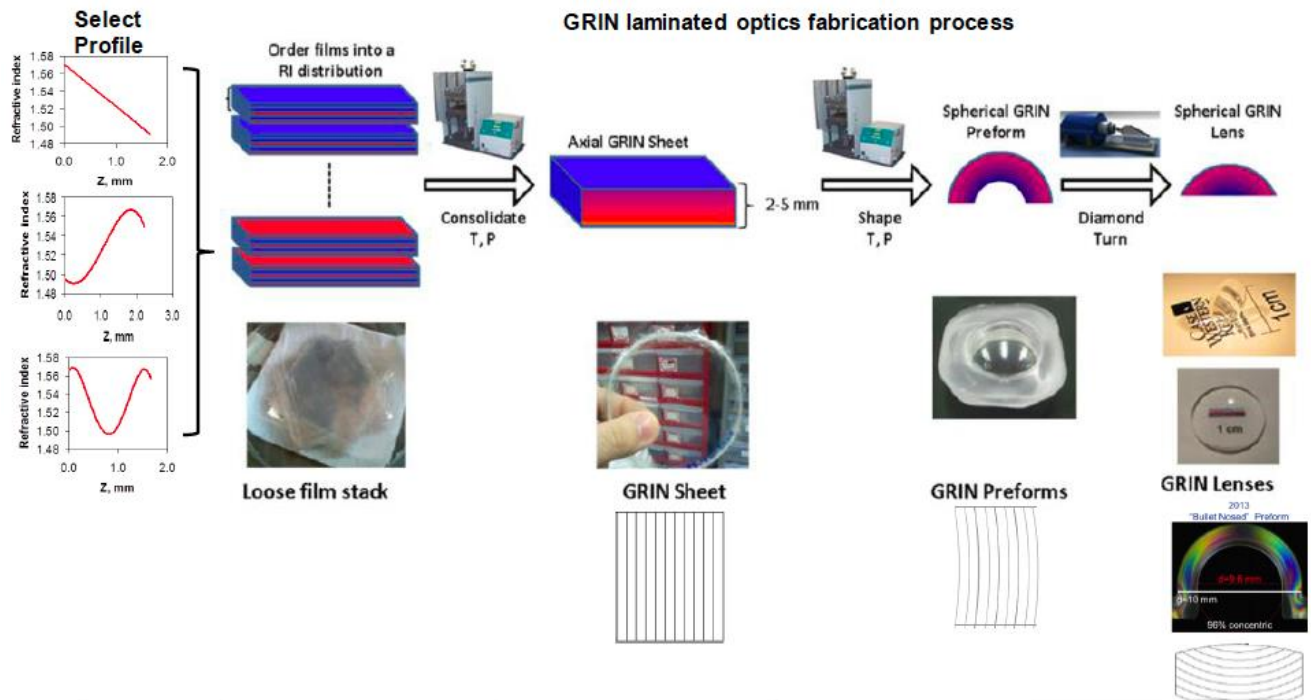 Select
Profile
GRIN laminated optics fabrication process
Refractive index
1.58
1.56
1.54
1.52
1.50
1.48
0.0
1.0
2.0
Z, mm
Refractive index
1.58
1.56
1.54
1.52
1.50
1.48
0.0
1.0
2.0
3.0
Z, mm
Refractive index
1.58
1.56
1.54
1.52
1.50
1.48
0.0
1.0
2.0
Z, mm
Order films into a
RI distribution
Consolidate
T, P
Axial GRIN Sheet
2-5 mm
Shape
T, P
Spherical GRIN
Preform
Diamond
Turn
Spherical GRIN
Lens
Loose film stack
GRIN Sheet
GRIN Preforms
1cm
1 cm
GRIN Lenses
2013
"Bullet Nosed" Preform
d=10 mm
96% concentric